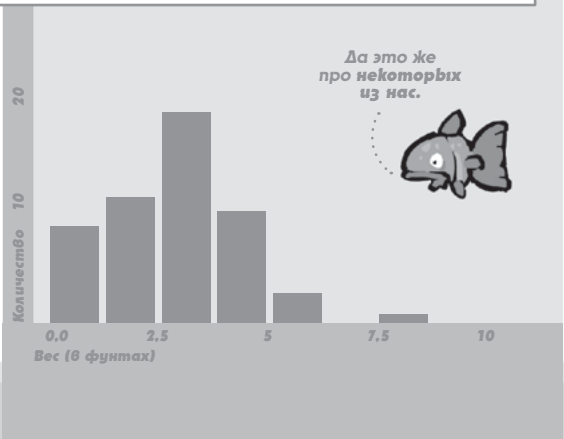 Да это же
про некоторых
из нас.
20
10
Количество
0,0 2,5 5 7,5 10
Вес (в фунтах)